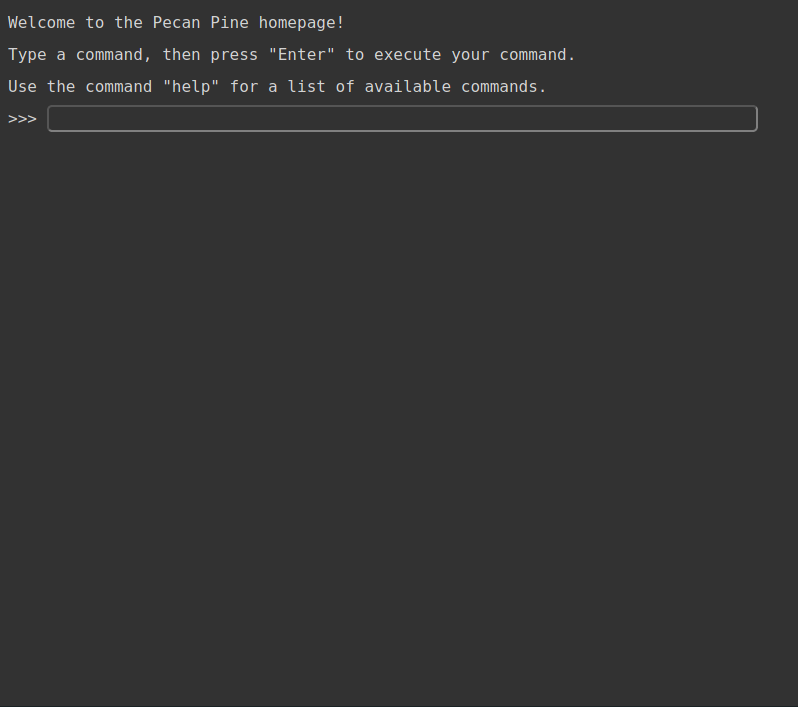 Welcome to the Pecan Pine homepage!
Type a command, then press "Enter" to execute your command.
Use the command "help" for a list of available commands.
>>>